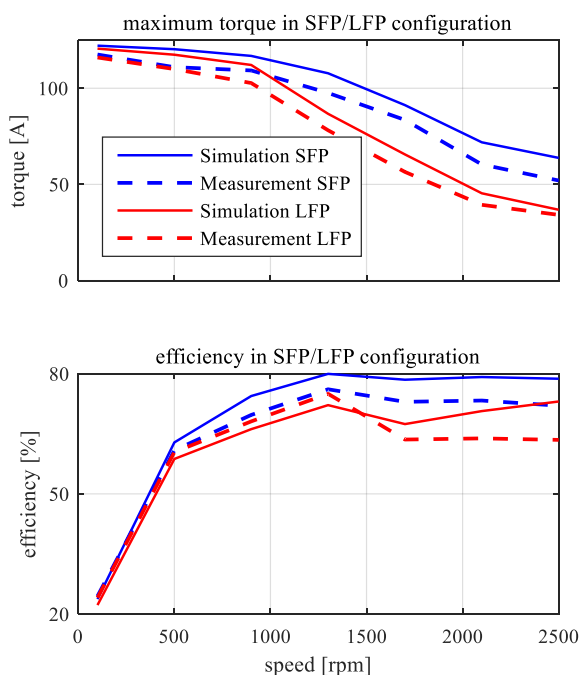 maximum torque in SFP/LFP configuration
100
50
0
torque [A]
Simulation SFP
Measurement SFP
Simulation LFP
Measurement LFP
efficiency in SFP/LFP configuration
80
50
20
efficiency [%]
0 500 1000 1500 2000 2500
speed [rpm]